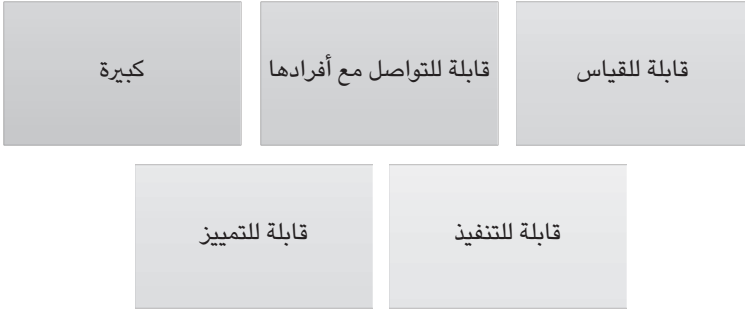 قابلة للقياس
قابلة للتواصل مع أفرادها
كبيرة
قابلة للتنفيذ
قابلة للتمييز